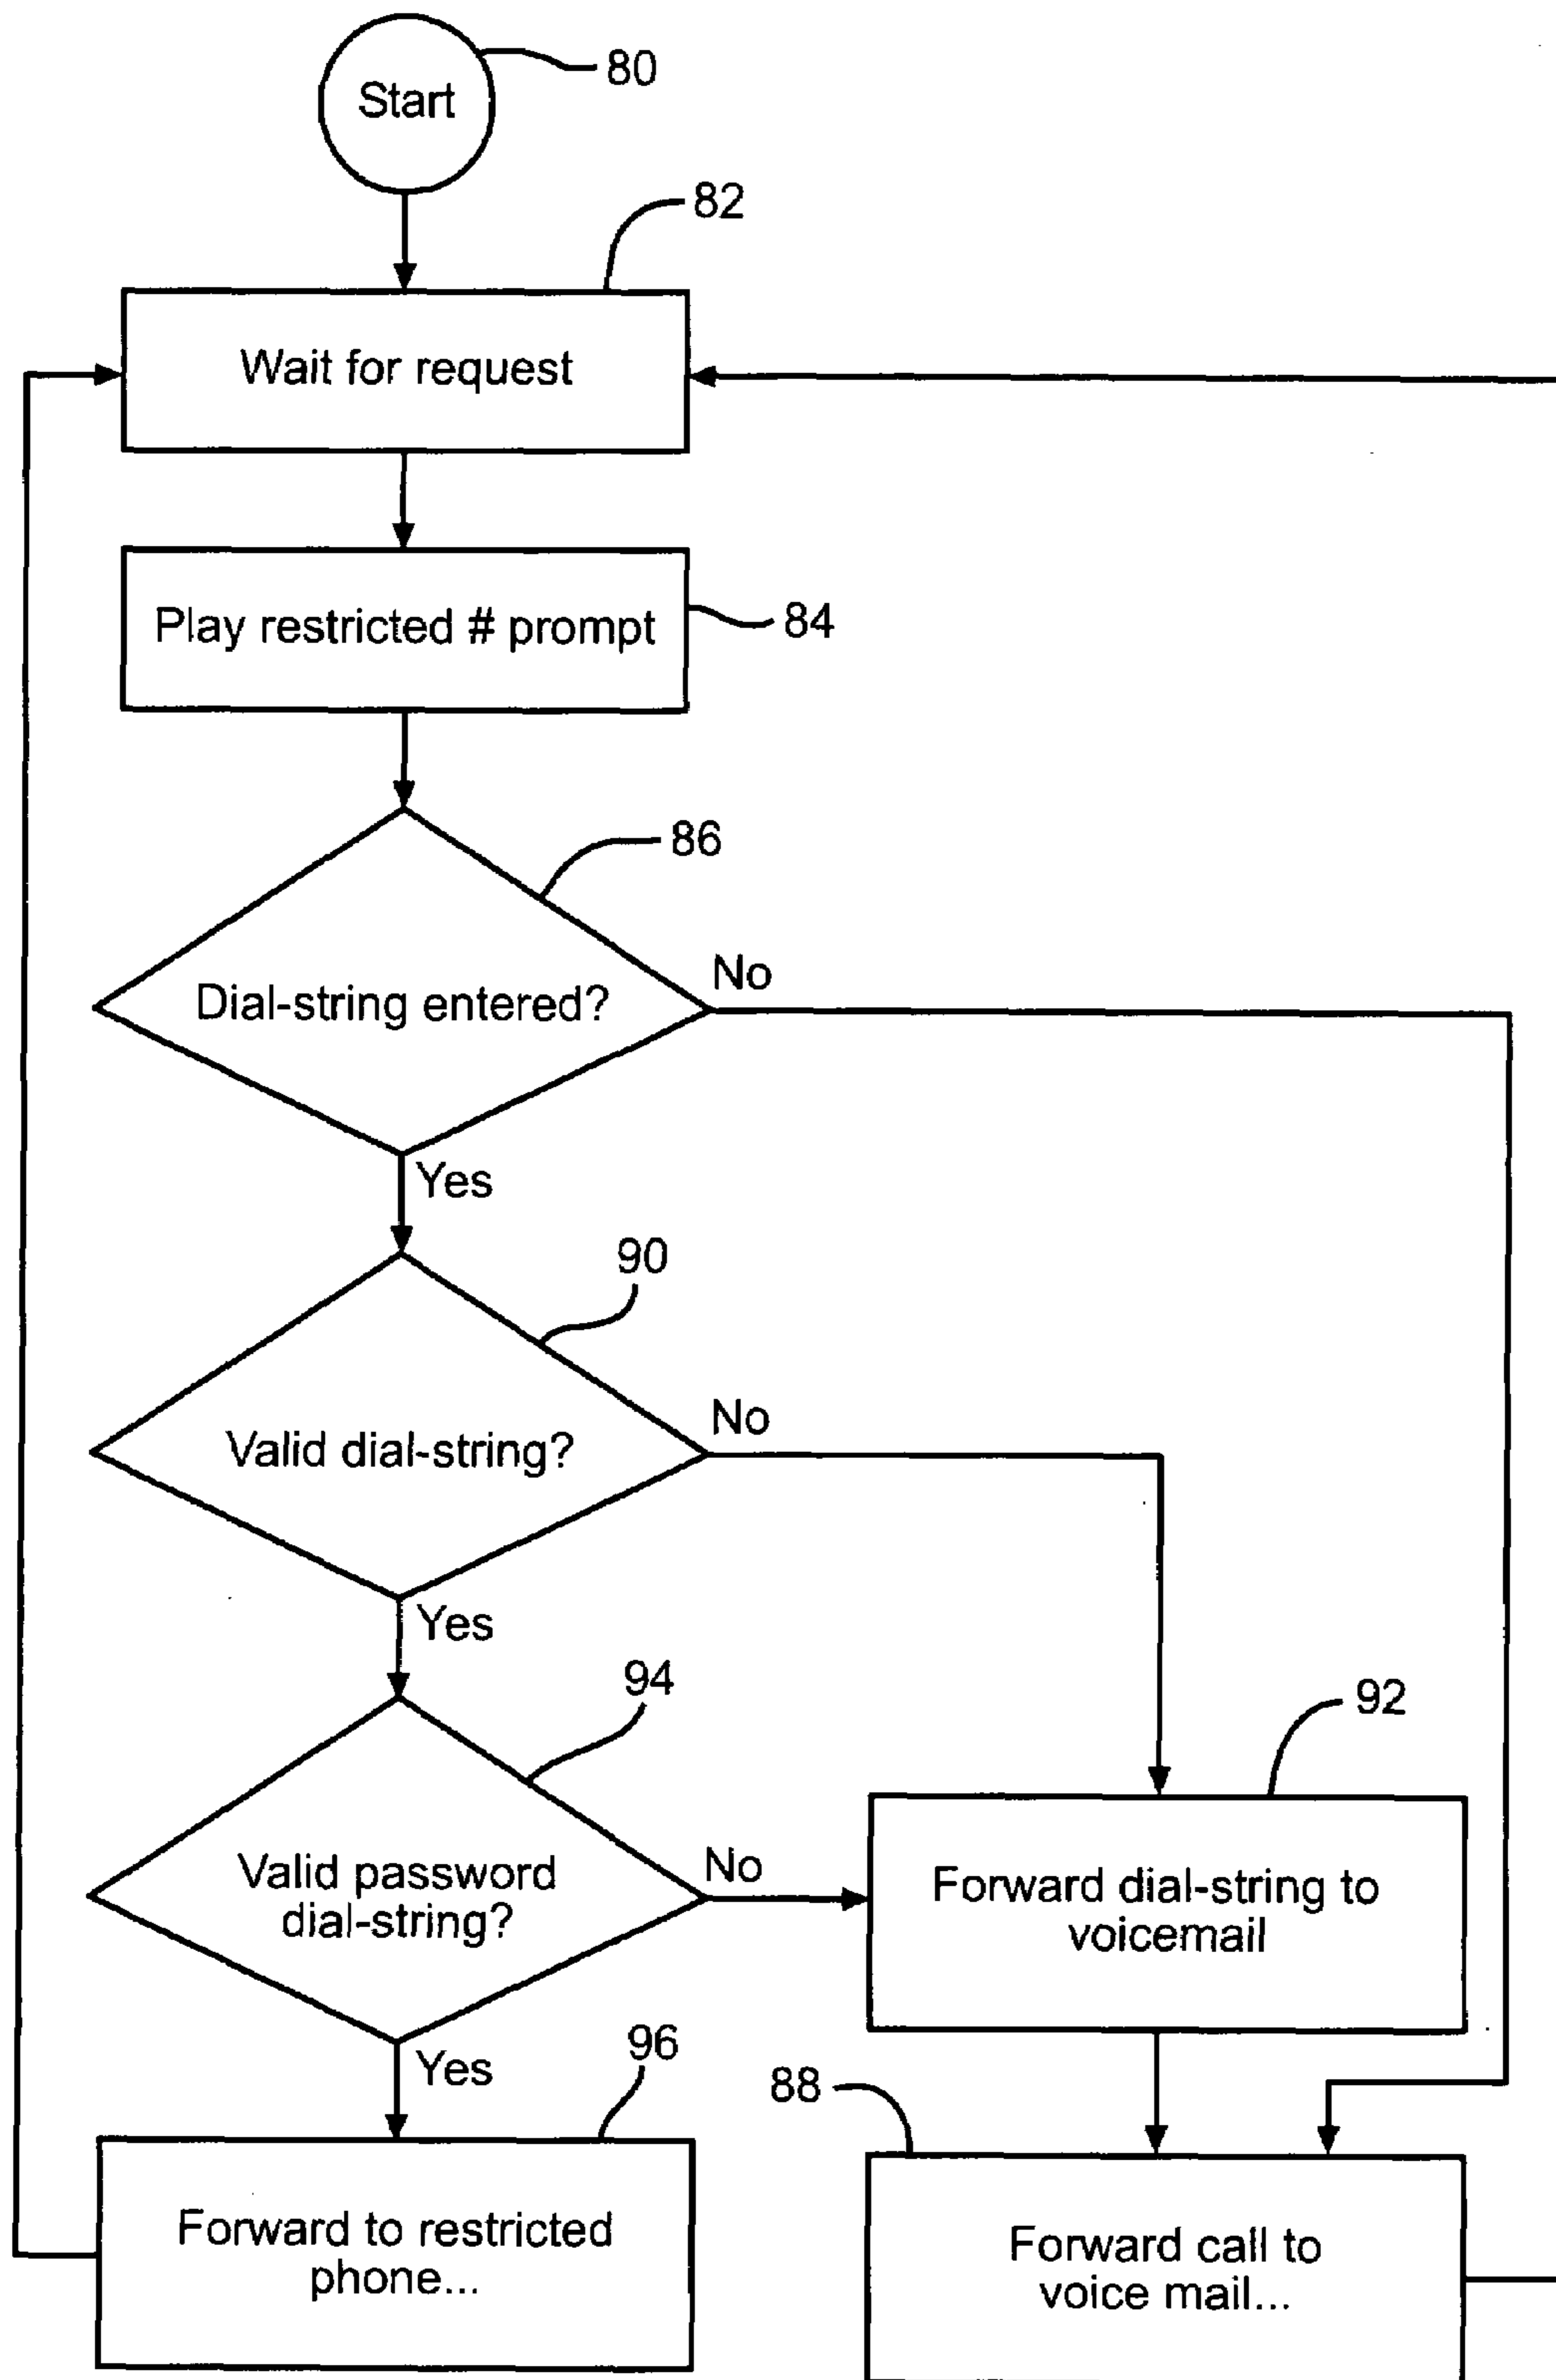 Start
80
82
Wait for request
Play restricted # prompt
84
86
Dial-string entered?
No
Yes
90
Valid dial-string?
No
Yes
94
92
Valid password
dial-string?
No
Forward dial-string to
voicemail
Yes
96
88
Forward to restricted
phone...
Forward call to
voice mail...